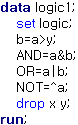 data logic1;
set logic;
b=a>y;
AND=a&b;
OR=a|b;
NOT=^a;
drop x y;
run;